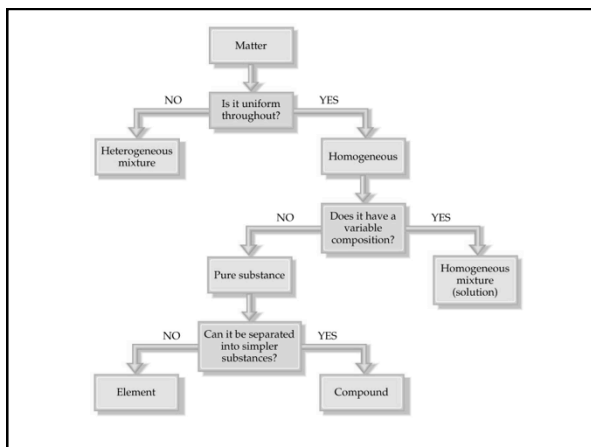 Matter
NO
Is it uniform
throughout?
YES
Heterogeneous
mixture
Homogeneous
NO
Does it have a
variable
composition?
YES
Pure substance
Homogeneous
mixture
(solution)
NO
Can it be separated
into simpler
substances?
YES
Element
Compound